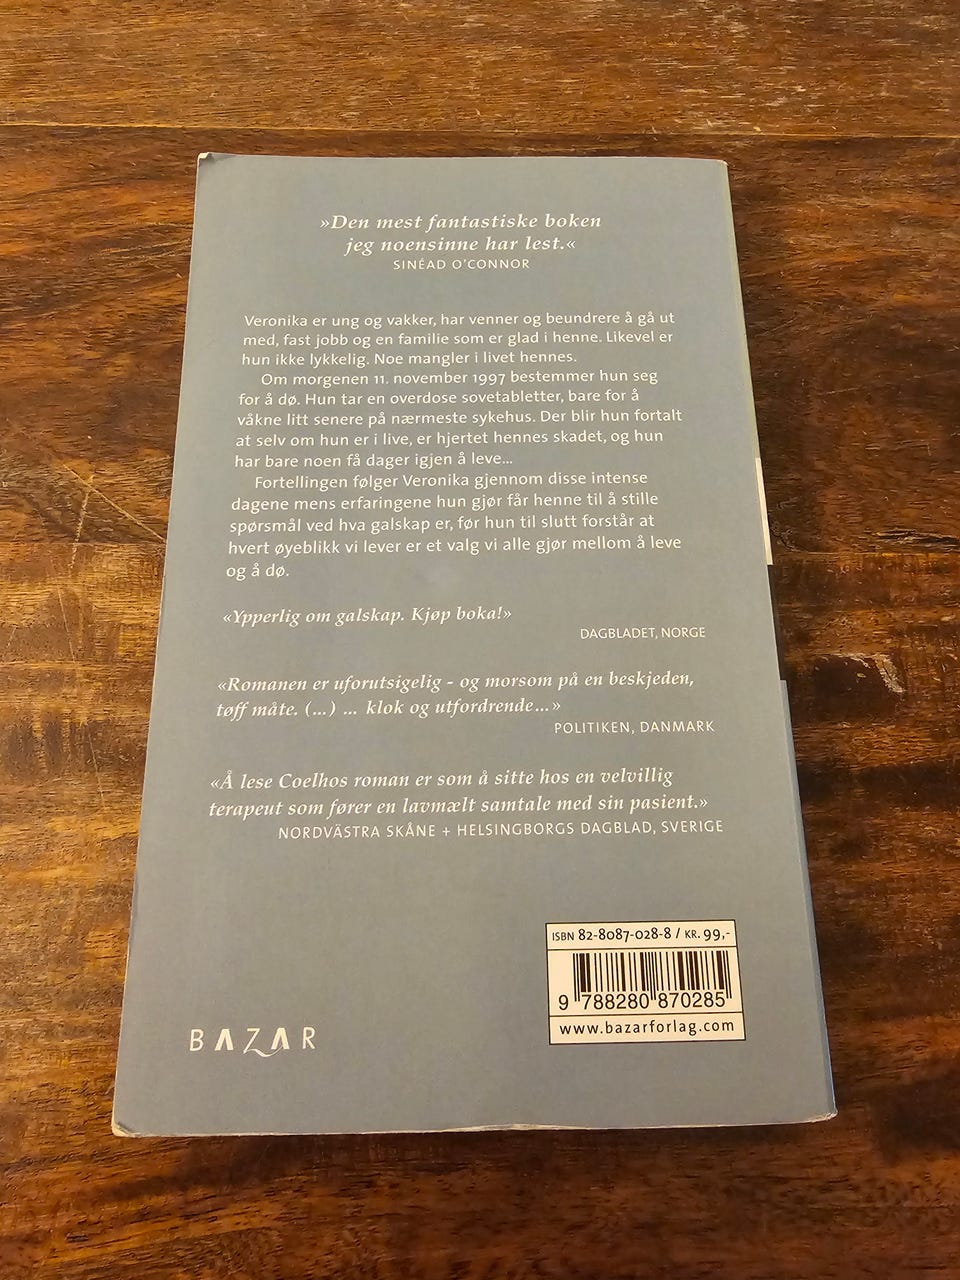 »Den mest fantastiske boken
jeg noensinne har lest.«
SINÉAD O'CONNOR
Veronika er ung og vakker, har venner og beundrere å gå ut
med, fast jobb og en familie som er glad i henne. Likevel er
hun ikke lykkelig. Noe mangler i livet hennes.
Om morgenen 11. november 1997 bestemmer hun seg
for å dø. Hun tar en overdose sovetabletter, bare for å
våkne litt senere på nærmeste sykehus. Der blir hun fortalt
at selv om hun er i live, er hjertet hennes skadet, og hun
har bare noen få dager igjen å leve...
Fortellingen følger Veronika gjennom disse intense
dagene mens erfaringene hun gjør får henne til å stille
spørsmål ved hva galskap er, før hun til slutt forstår at
hvert øyeblikk vi lever er et valg vi alle gjør mellom å leve
og å dø.
«Ypperlig om galskap. Kjøp boka!»
DAGBLADET, NORGE
«Romanen er uforutsigelig - og morsom på en beskjeden,
tøff måte. (...) ... klok og utfordrende...»
POLITIKEN, DANMARK
«Å lese Coelhos roman er som å sitte hos en velvillig
terapeut som fører en lavmælt samtale med sin pasient.»
NORDVÄSTRA SKÅNE + HELSINGBORGS DAGBLAD, SVERIGE
ISBN 82-8087-028-8 / KR. 99,-
9 788280 870285
www.bazarforlag.com
BAZAR